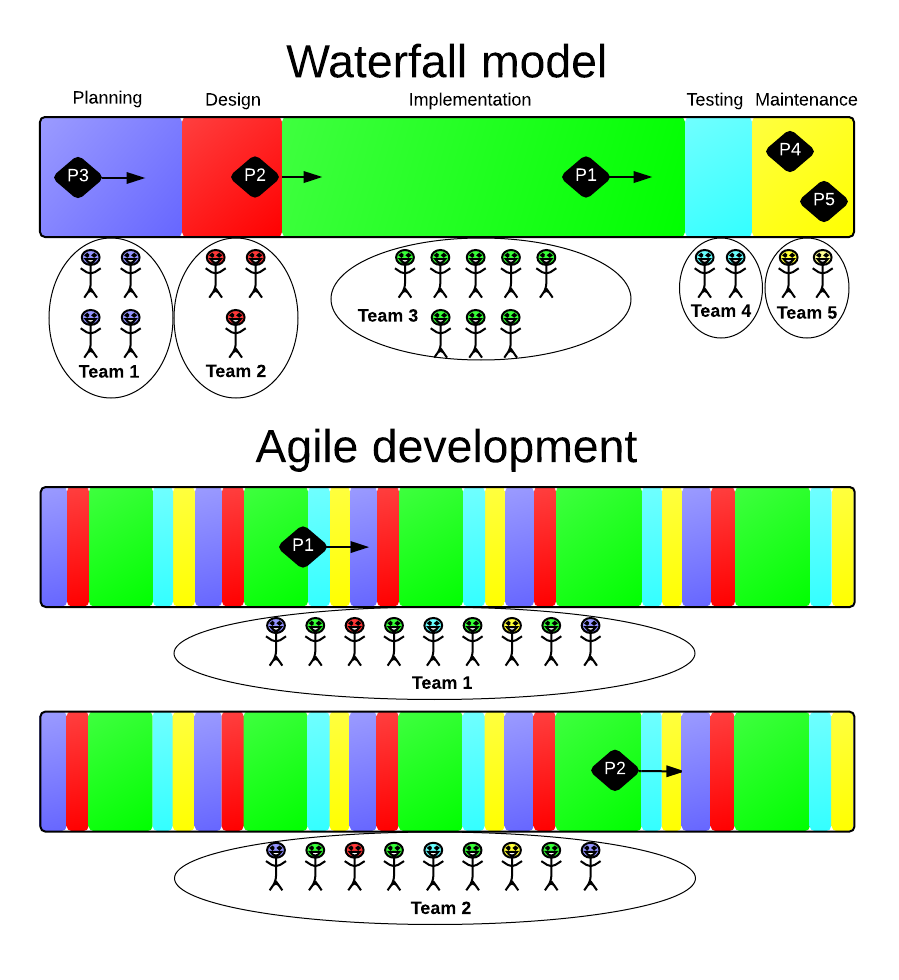 Waterfall model
Planning Design Implementation Testing Maintenance
P3 P2 P1 P4
P5
Team 1 Team 2 Team 3 Team 4 Team 5
Agile development
P1
Team 1
P2
Team 2